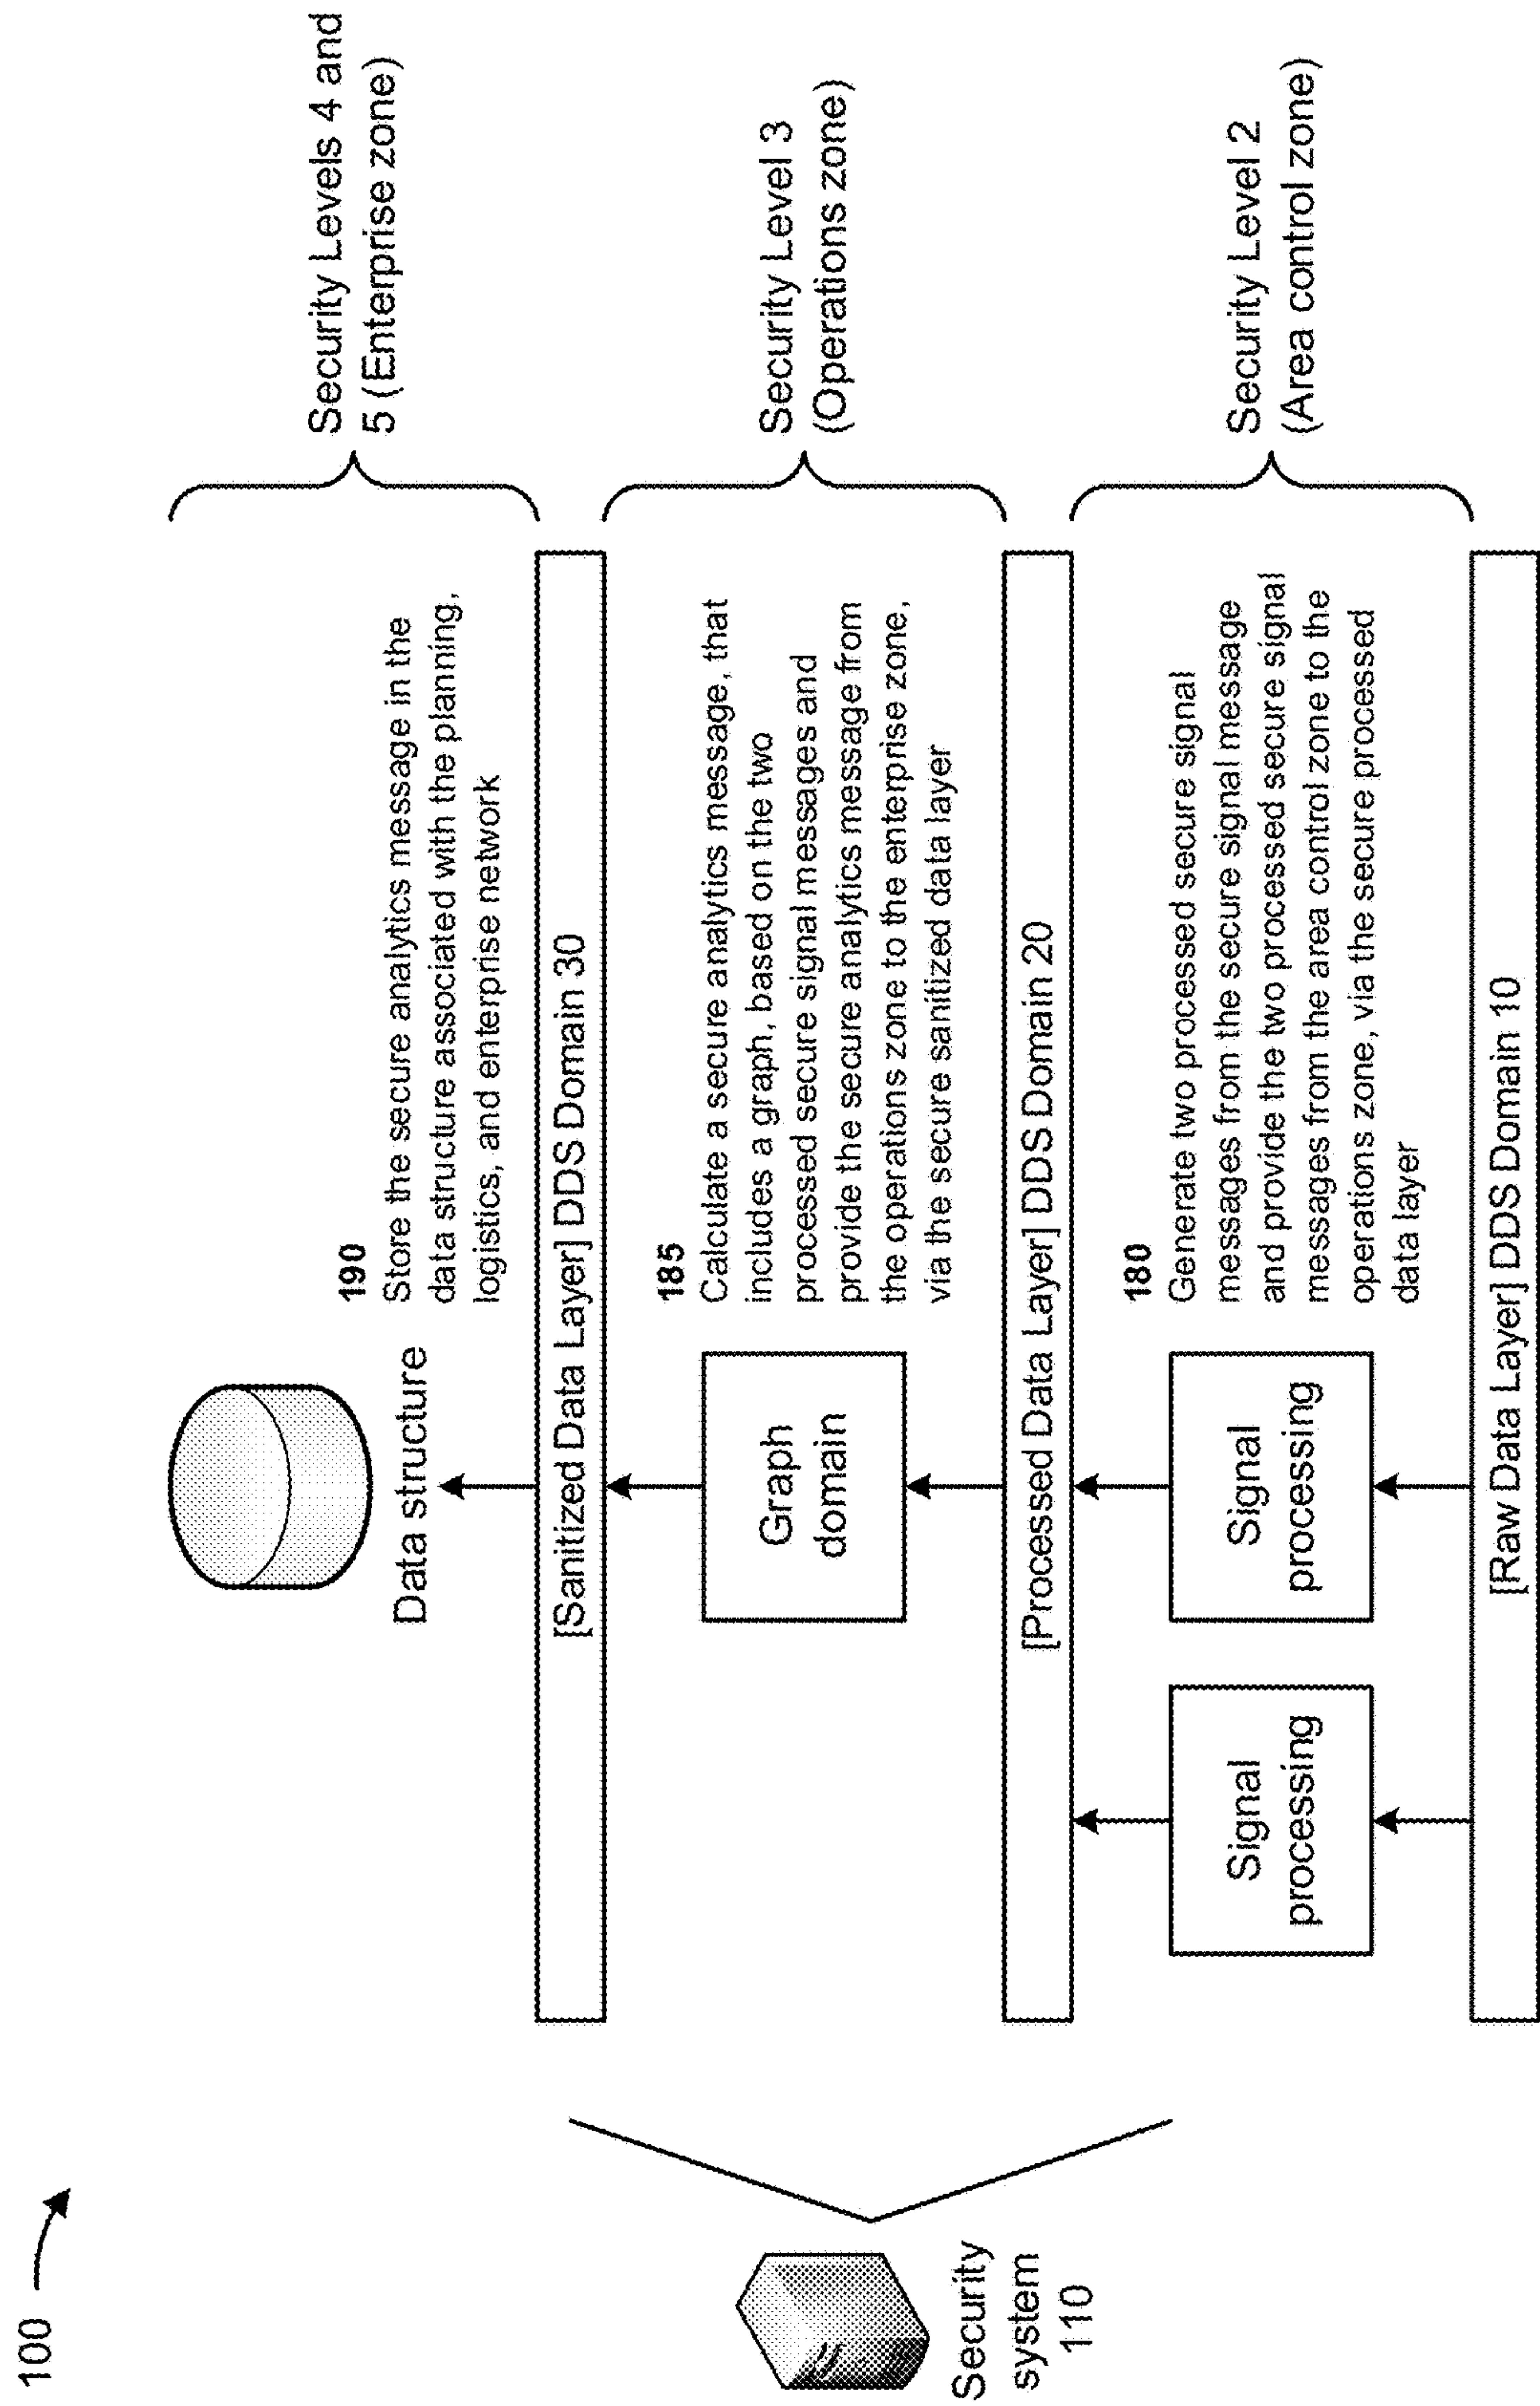 100
Security Levels 4 and
5 (Enterprise zone)
Data structure
190
Store the secure analytics message in the
data structure associated with the planning,
logistics, and enterprise network
[Sanitized Data Layer] DDS Domain 30
Security Level 3
(Operations zone)
Graph
domain
185
Calculate a secure analytics message, that
includes a graph, based on the two
processed secure signal messages and
provide the secure analytics message from
the operations zone to the enterprise zone,
via the secure sanitized data layer
Security
system
110
[Processed Data Layer] DDS Domain 20
Security Level 2
(Area control zone)
Signal
processing
Signal
processing
180
Generate two processed secure signal
messages from the secure signal message
and provide the two processed secure signal
messages from the area control zone to the
operations zone, via the secure processed
data layer
[Raw Data Layer] DDS Domain 10